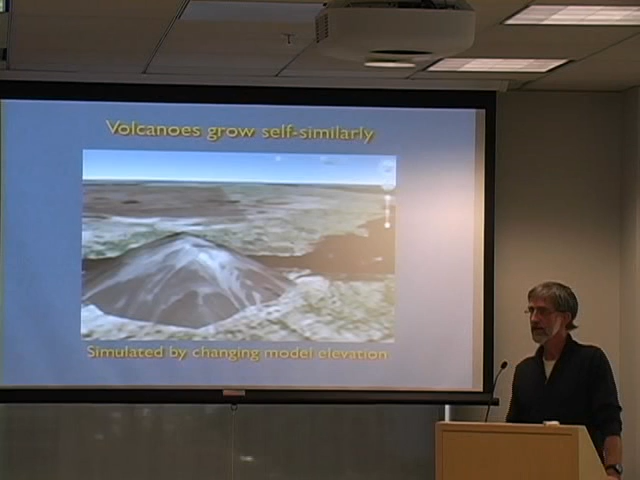 Volcanoes grow self-similarly
Simulated by changing model elevation